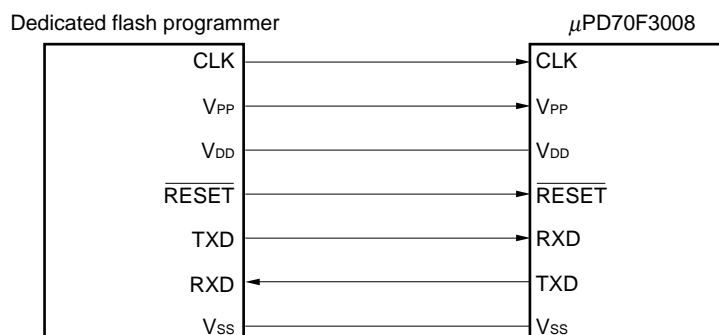 Dedicated flash programmer
μPD70F3008
CLK
CLK
VPP
VPP
VDD
VDD
RESET
RESET
TXD
RXD
RXD
TXD
VSS
VSS